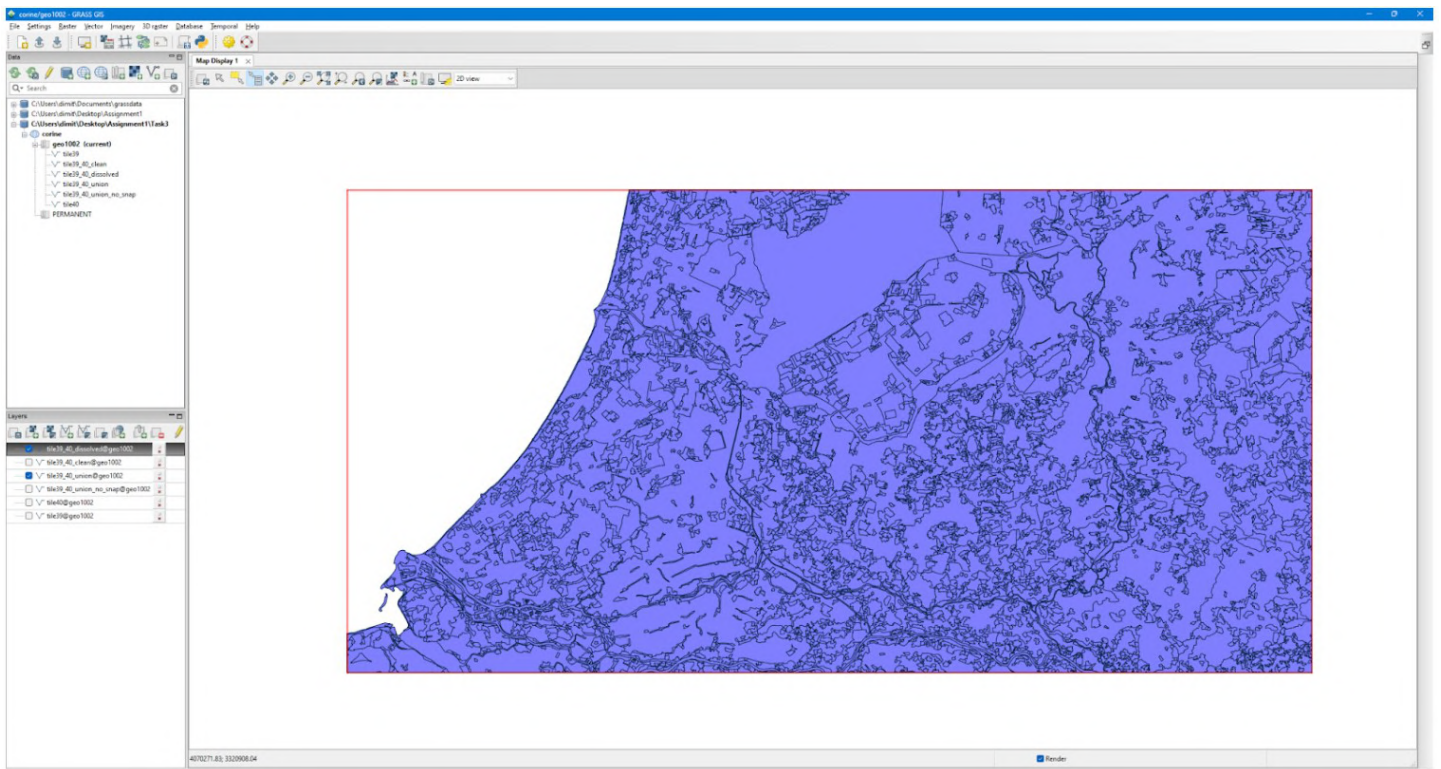 corine/geo1002 - GRASS GIS
File Settings Raster Vector Imagery 3D raster Database Temporal Help
Data
Search
C:\Users\dimit\Documents\grassdata
C:\Users\dimit\Desktop\Assignment1
C:\Users\dimit\Desktop\Assignment1\Task3
corine
geo1002 (current)
tile39
tile39_40_clean
tile39_40_dissolved
tile39_40_union
tile39_40_union_no_snap
tile40
PERMANENT
Map Display 1
2D view
Layers
tile39_40_dissolved@geo1002
tile39_40_clean@geo1002
tile39_40_union@geo1002
tile39_40_union_no_snap@geo1002
tile40@geo1002
tile39@geo1002
4070271.83; 3320908.04
Render